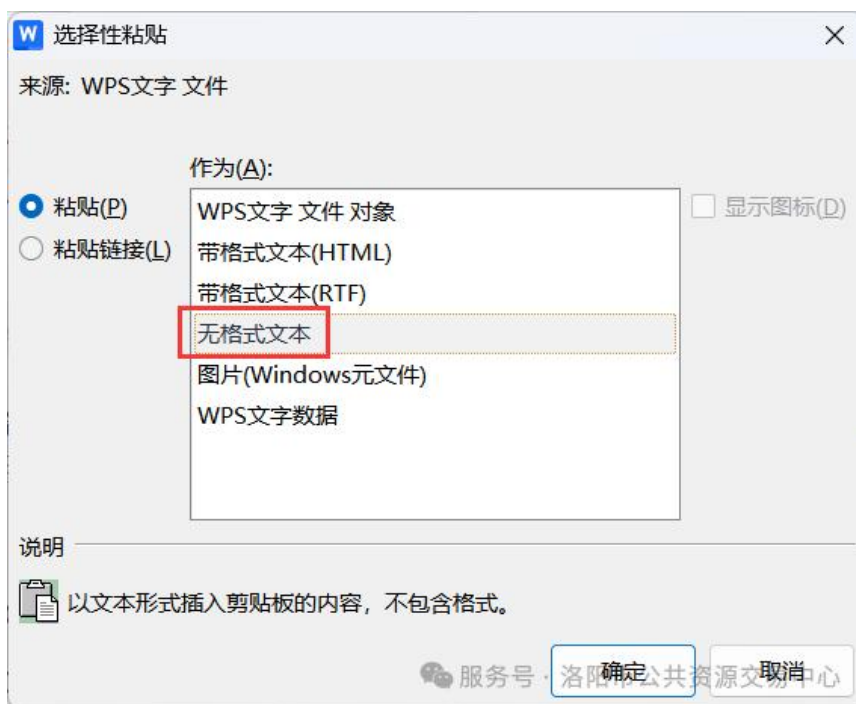 W 选择性粘贴
来源: WPS文字 文件
作为(A):
粘贴(P)
粘贴链接(L)
WPS文字 文件 对象
带格式文本(HTML)
带格式文本(RTF)
无格式文本
图片(Windows元文件)
WPS文字数据
显示图标(D)
说明
以文本形式插入剪贴板的内容，不包含格式。
确定
取消
服务号 · 洛阳市公共资源交易中心